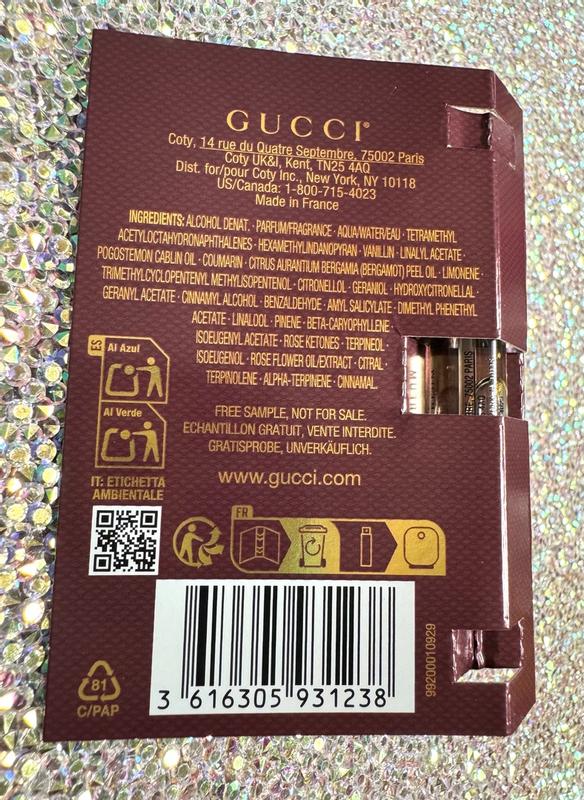 GUCCI®
Coty, 14 rue du Quatre Septembre, 75002 Paris
Coty UK&I, Kent, TN25 4AQ
Dist. for/pour Coty Inc., New York, NY 10118
US/Canada: 1-800-715-4023
Made in France
INGREDIENTS: ALCOHOL DENAT. · PARFUM/FRAGRANCE · AQUA/WATER/EAU · TETRAMETHYL
ACETYLOCTAHYDRONAPHTHALENES · HEXAMETHYLINDANOPYRAN · VANILLIN · LINALYL ACETATE ·
POGOSTEMON CABLIN OIL · COUMARIN · CITRUS AURANTIUM BERGAMIA (BERGAMOT) PEEL OIL · LIMONENE ·
TRIMETHYLCYCLOPENTENYL METHYLISOPENTENOL · CITRONELLOL · GERANIOL · HYDROXYCITRONELLAL ·
GERANYL ACETATE · CINNAMYL ALCOHOL · BENZALDEHYDE · AMYL SALICYLATE · DIMETHYL PHENETHYL
ACETATE · LINALOOL · PINENE · BETA-CARYOPHYLLENE ·
ISOEUGENYL ACETATE · ROSE KETONES · TERPINEOL ·
ISOEUGENOL · ROSE FLOWER OIL/EXTRACT · CITRAL ·
TERPINOLENE · ALPHA-TERPINENE · CINNAMAL.
ES
Al Azul
Al Verde
FREE SAMPLE, NOT FOR SALE.
ECHANTILLON GRATUIT, VENTE INTERDITE.
GRATISPROBE, UNVERKÄUFLICH.
www.gucci.com
IT: ETICHETTA
AMBIENTALE
FR
75002 PARIS
3 616305 931238
99200010929
81
C/PAP